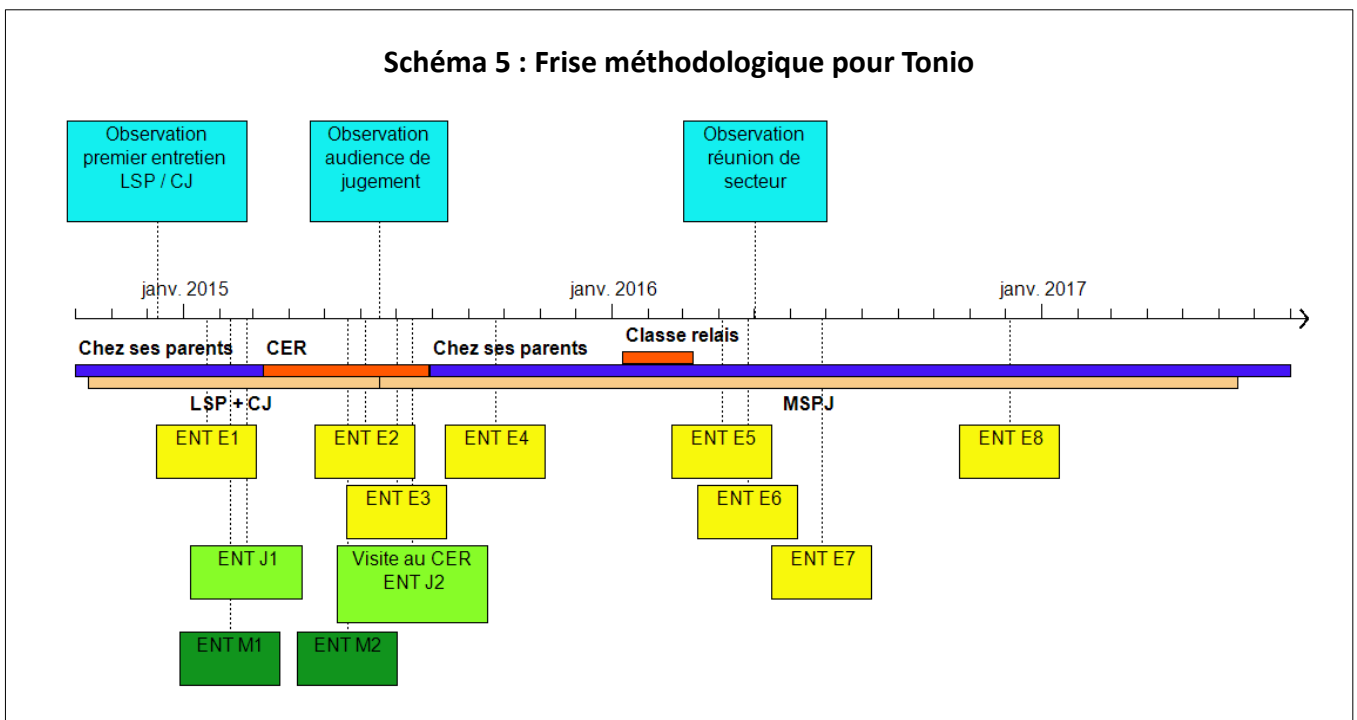 Schéma 5 : Frise méthodologique pour Tonio
Observation
premier entretien
LSP / CJ
Observation
audience de
jugement
Observation
réunion de
secteur
janv. 2015
janv. 2016
janv. 2017
Chez ses parents
CER
Chez ses parents
Classe relais
LSP + CJ
MSPJ
ENT E1
ENT E2
ENT E4
ENT E5
ENT E8
ENT E3
ENT E6
ENT J1
Visite au CER
ENT J2
ENT E7
ENT M1
ENT M2